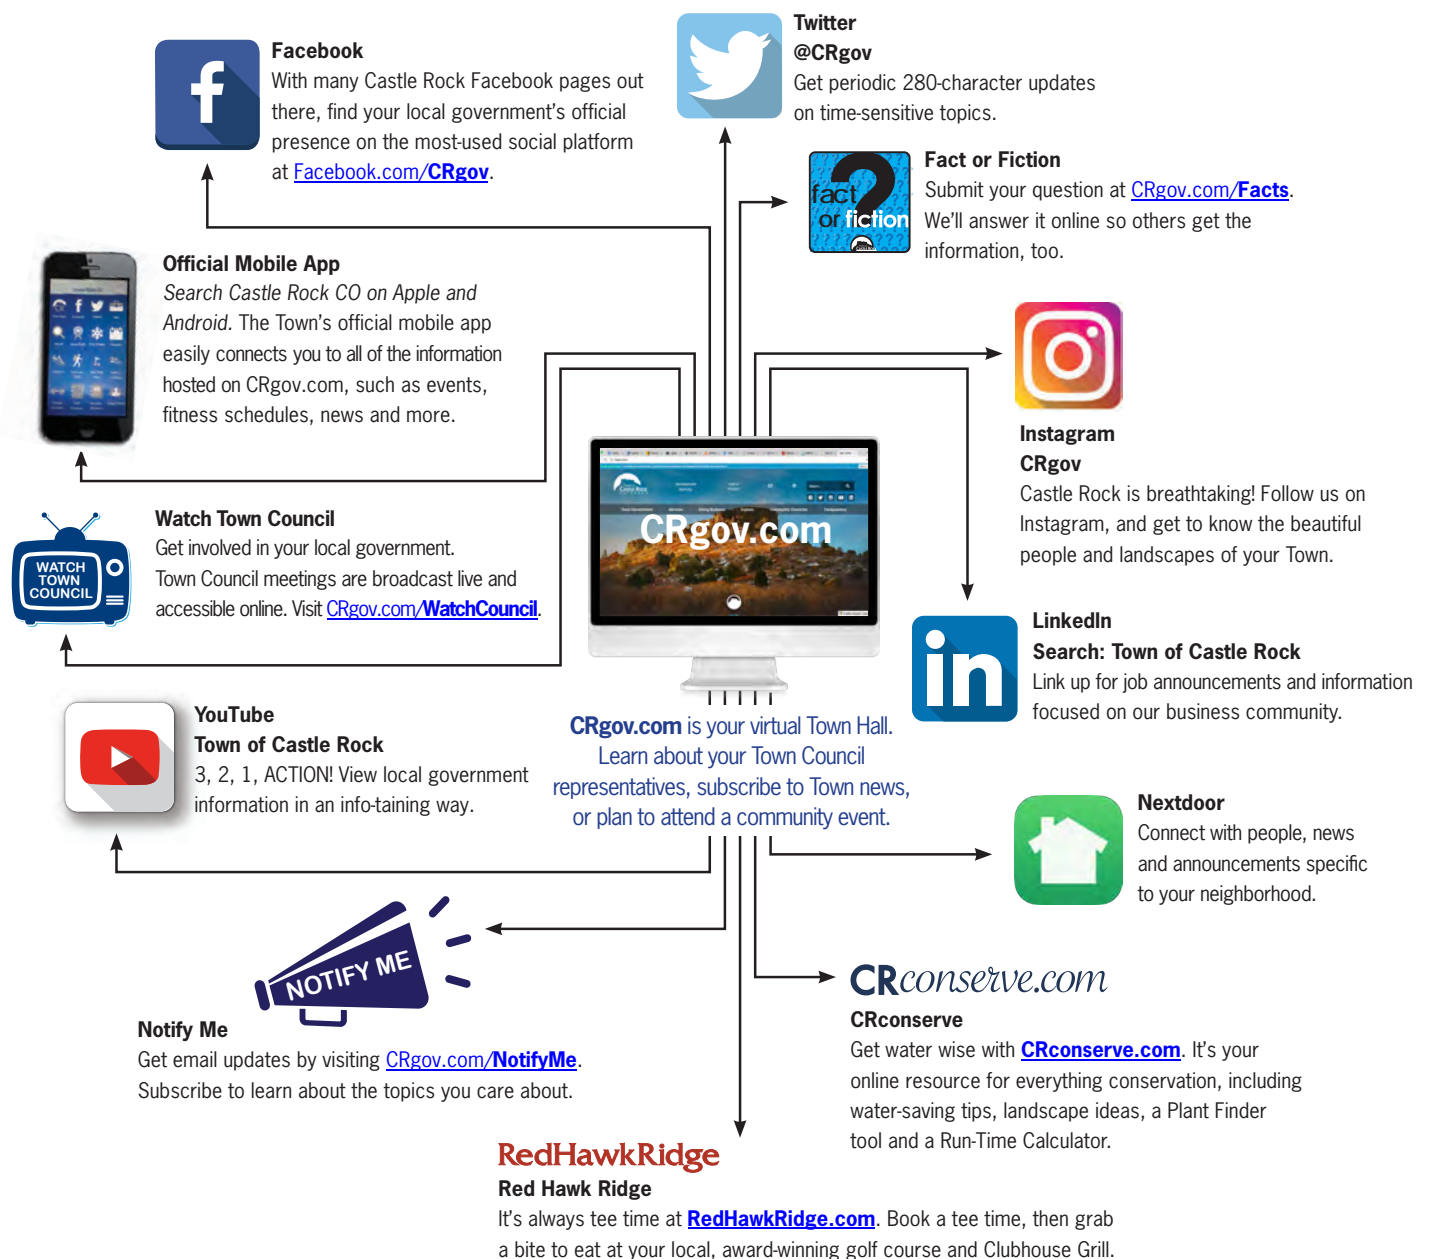 Twitter
@CRgov
Get periodic 280-character updates
on time-sensitive topics.
Facebook
With many Castle Rock Facebook pages out
there, find your local government's official
presence on the most-used social platform
at Facebook.com/CRgov.
fact
or fiction
?
Fact or Fiction
Submit your question at CRgov.com/Facts.
We'll answer it online so others get the
information, too.
Official Mobile App
Search Castle Rock CO on Apple and
Android. The Town's official mobile app
easily connects you to all of the information
hosted on CRgov.com, such as events,
fitness schedules, news and more.
Instagram
CRgov
Castle Rock is breathtaking! Follow us on
Instagram, and get to know the beautiful
people and landscapes of your Town.
CRgov.com
WATCH
TOWN
COUNCIL
Watch Town Council
Get involved in your local government.
Town Council meetings are broadcast live and
accessible online. Visit CRgov.com/WatchCouncil.
in
LinkedIn
Search: Town of Castle Rock
Link up for job announcements and information
focused on our business community.
YouTube
Town of Castle Rock
3, 2, 1, ACTION! View local government
information in an info-taining way.
CRgov.com is your virtual Town Hall.
Learn about your Town Council
representatives, subscribe to Town news,
or plan to attend a community event.
Nextdoor
Connect with people, news
and announcements specific
to your neighborhood.
NOTIFY ME
Notify Me
Get email updates by visiting CRgov.com/NotifyMe.
Subscribe to learn about the topics you care about.
CRconserve.com
CRconserve
Get water wise with CRconserve.com. It's your
online resource for everything conservation, including
water-saving tips, landscape ideas, a Plant Finder
tool and a Run-Time Calculator.
RedHawkRidge
Red Hawk Ridge
It's always tee time at RedHawkRidge.com. Book a tee time, then grab
a bite to eat at your local, award-winning golf course and Clubhouse Grill.